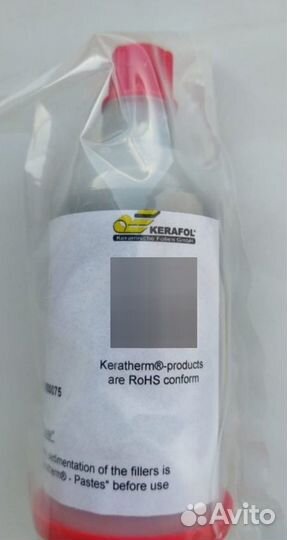 KERAFOL®
Keramische Folien GmbH
Keratherm®-products
are RoHS conform
sedimentation of the fillers is
Pastes" before use
Avito